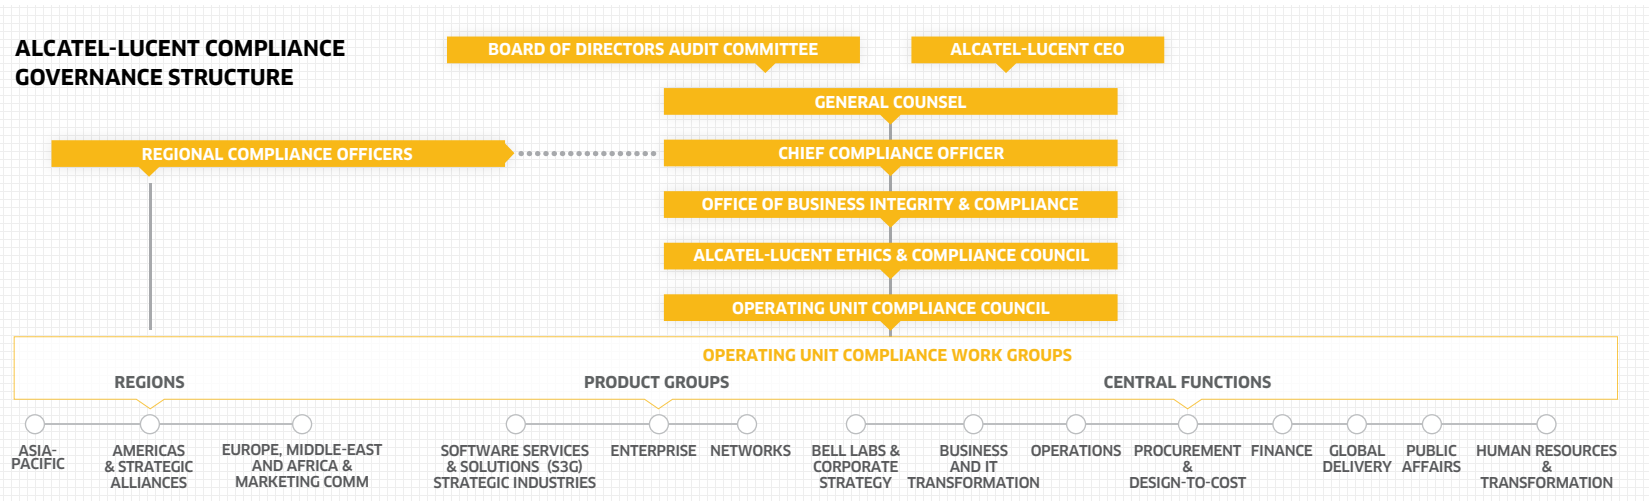 ALCATEL-LUCENT COMPLIANCE
GOVERNANCE STRUCTURE
BOARD OF DIRECTORS AUDIT COMMITTEE
ALCATEL-LUCENT CEO
GENERAL COUNSEL
REGIONAL COMPLIANCE OFFICERS
CHIEF COMPLIANCE OFFICER
OFFICE OF BUSINESS INTEGRITY & COMPLIANCE
ALCATEL-LUCENT ETHICS & COMPLIANCE COUNCIL
OPERATING UNIT COMPLIANCE COUNCIL
OPERATING UNIT COMPLIANCE WORK GROUPS
REGIONS
PRODUCT GROUPS
CENTRAL FUNCTIONS
ASIA-
PACIFIC
AMERICAS
& STRATEGIC
ALLIANCES
EUROPE, MIDDLE-EAST
AND AFRICA &
MARKETING COMM
SOFTWARE SERVICES
& SOLUTIONS (S3G)
STRATEGIC INDUSTRIES
ENTERPRISE
NETWORKS
BELL LABS &
CORPORATE
STRATEGY
BUSINESS
AND IT
TRANSFORMATION
OPERATIONS
PROCUREMENT
&
DESIGN-TO-COST
FINANCE
GLOBAL
DELIVERY
PUBLIC
AFFAIRS
HUMAN RESOURCES
&
TRANSFORMATION